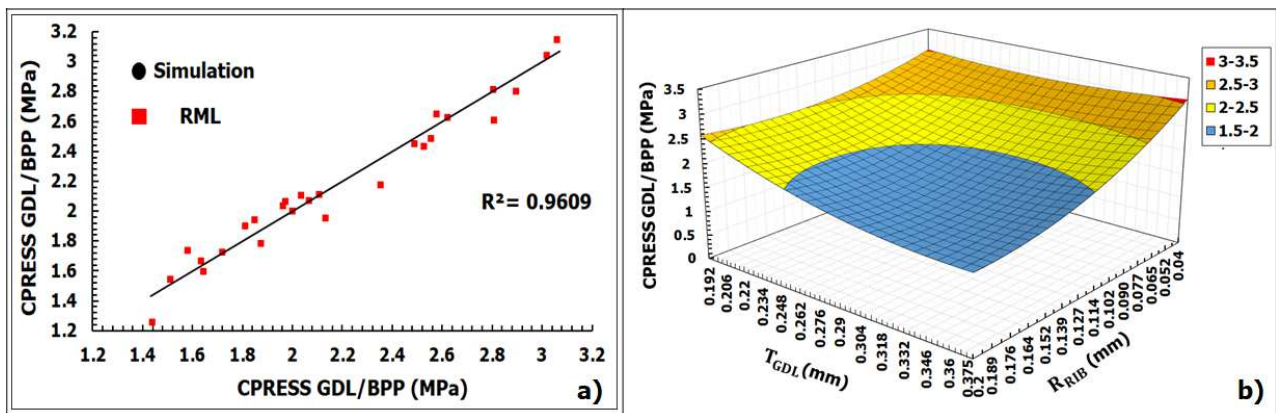 3.2
3
2.8
2.6
2.4
2.2
2
1.8
1.6
1.4
1.2
CPRESS GDL/BPP (MPa)
Simulation
RML
R² = 0.9609
1.2 1.4 1.6 1.8 2 2.2 2.4 2.6 2.8 3 3.2
CPRESS GDL/BPP (MPa)
a)
3.5
3
2.5
2
1.5
1
0.5
0
CPRESS GDL/BPP (MPa)
3-3.5
2.5-3
2-2.5
1.5-2
0.192 0.206 0.22 0.234 0.248 0.262 0.276 0.29 0.304 0.318 0.332 0.346 0.36 0.375
T_GDL (mm)
0.2 0.189 0.176 0.164 0.152 0.139 0.127 0.114 0.102 0.090 0.077 0.065 0.052 0.04
R_RIB (mm)
b)